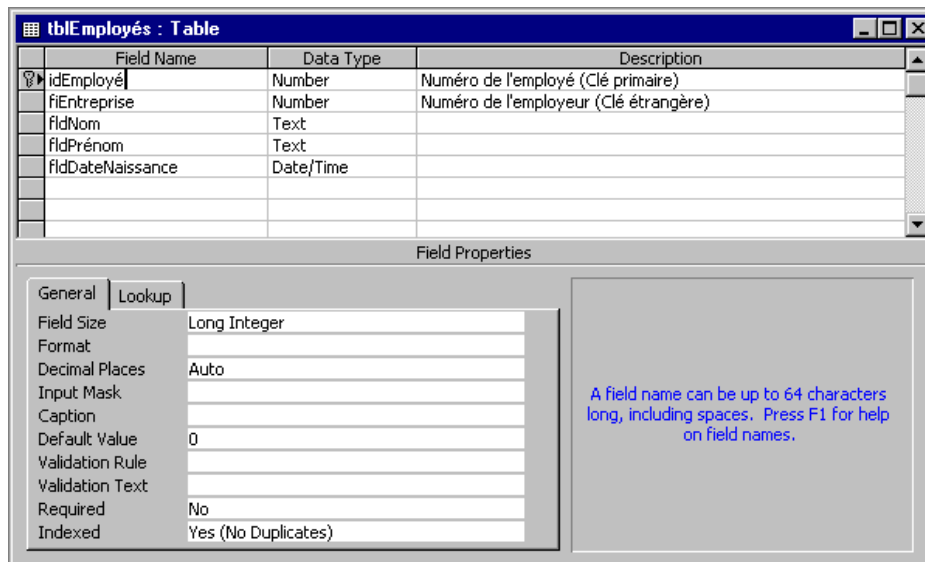 tblEmployés : Table
Field Name Data Type Description
idEmployé Number Numéro de l'employé (Clé primaire)
fiEntreprise Number Numéro de l'employeur (Clé étrangère)
fldNom Text
fldPrénom Text
fldDateNaissance Date/Time
Field Properties
General Lookup
Field Size Long Integer
Format
Decimal Places Auto
Input Mask
Caption
Default Value 0
Validation Rule
Validation Text
Required No
Indexed Yes (No Duplicates)
A field name can be up to 64 characters
long, including spaces. Press F1 for help
on field names.